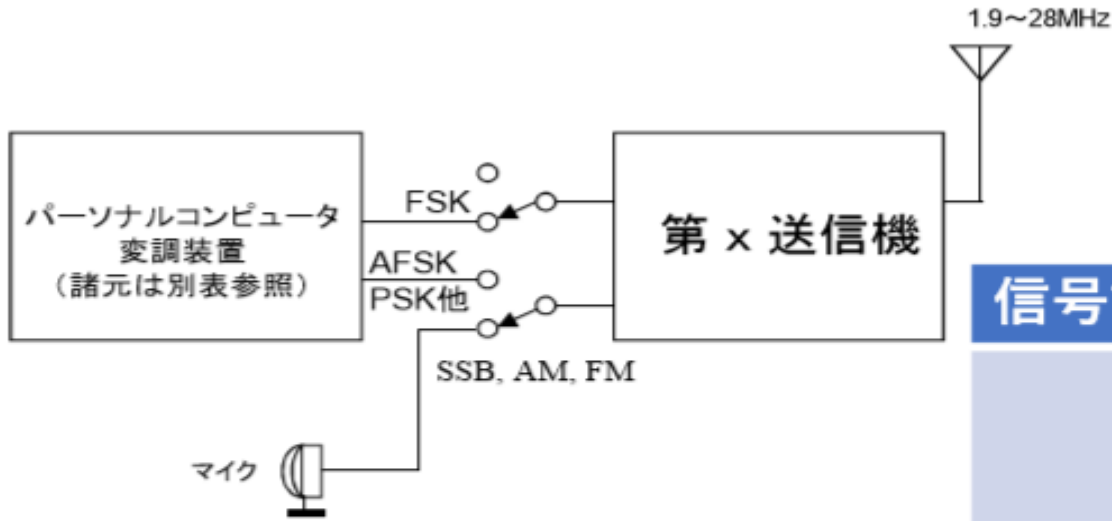 1.9～28MHz
パーソナルコンピュータ
変調装置
（諸元は別表参照）
FSK
AFSK
PSK他
第 x 送信機
SSB, AM, FM
マイク
信号